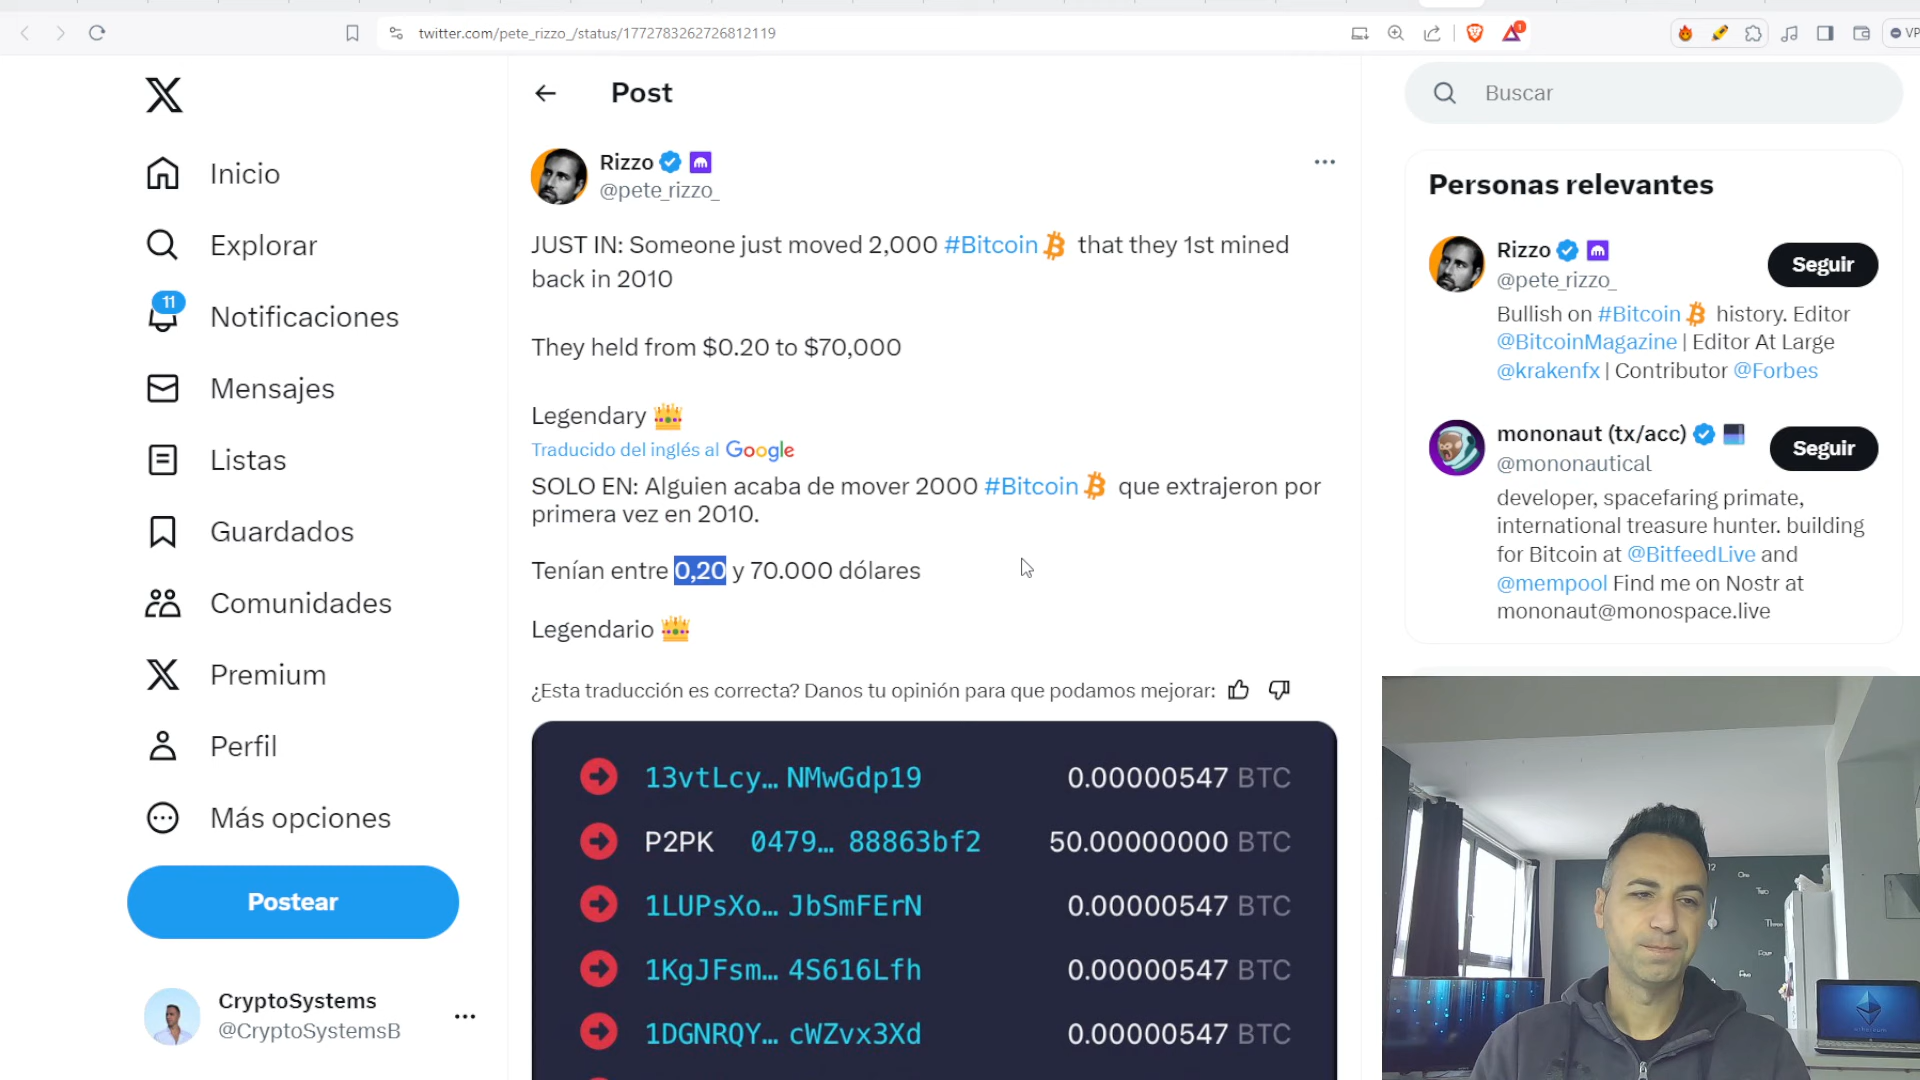 twitter.com/pete_rizzo_/status/1772783262726812119
1
VP
Inicio
Explorar
11
Notificaciones
Mensajes
Listas
Guardados
Comunidades
Premium
Perfil
Más opciones
Postear
CryptoSystems
@CryptoSystemsB
Post
Rizzo
@pete_rizzo_
JUST IN: Someone just moved 2,000 #Bitcoin that they 1st mined
back in 2010
They held from $0.20 to $70,000
Legendary
Traducido del inglés al Google
SOLO EN: Alguien acaba de mover 2000 #Bitcoin que extrajeron por
primera vez en 2010.
Tenían entre 0,20 y 70.000 dólares
Legendario
¿Esta traducción es correcta? Danos tu opinión para que podamos mejorar:
13vtLcy… NMwGdp19 0.00000547 BTC
P2PK 0479… 88863bf2 50.00000000 BTC
1LUPsXo… JbSmFErN 0.00000547 BTC
1KgJFsm… 4S616Lfh 0.00000547 BTC
1DGNRQY… cWZvx3Xd 0.00000547 BTC
Buscar
Personas relevantes
Rizzo
@pete_rizzo_
Seguir
Bullish on #Bitcoin history. Editor
@BitcoinMagazine | Editor At Large
@krakenfx | Contributor @Forbes
mononaut (tx/acc)
@mononautical
Seguir
developer, spacefaring primate,
international treasure hunter. building
for Bitcoin at @BitfeedLive and
@mempool Find me on Nostr at
mononaut@monospace.live
12
One
Two
Four
Five